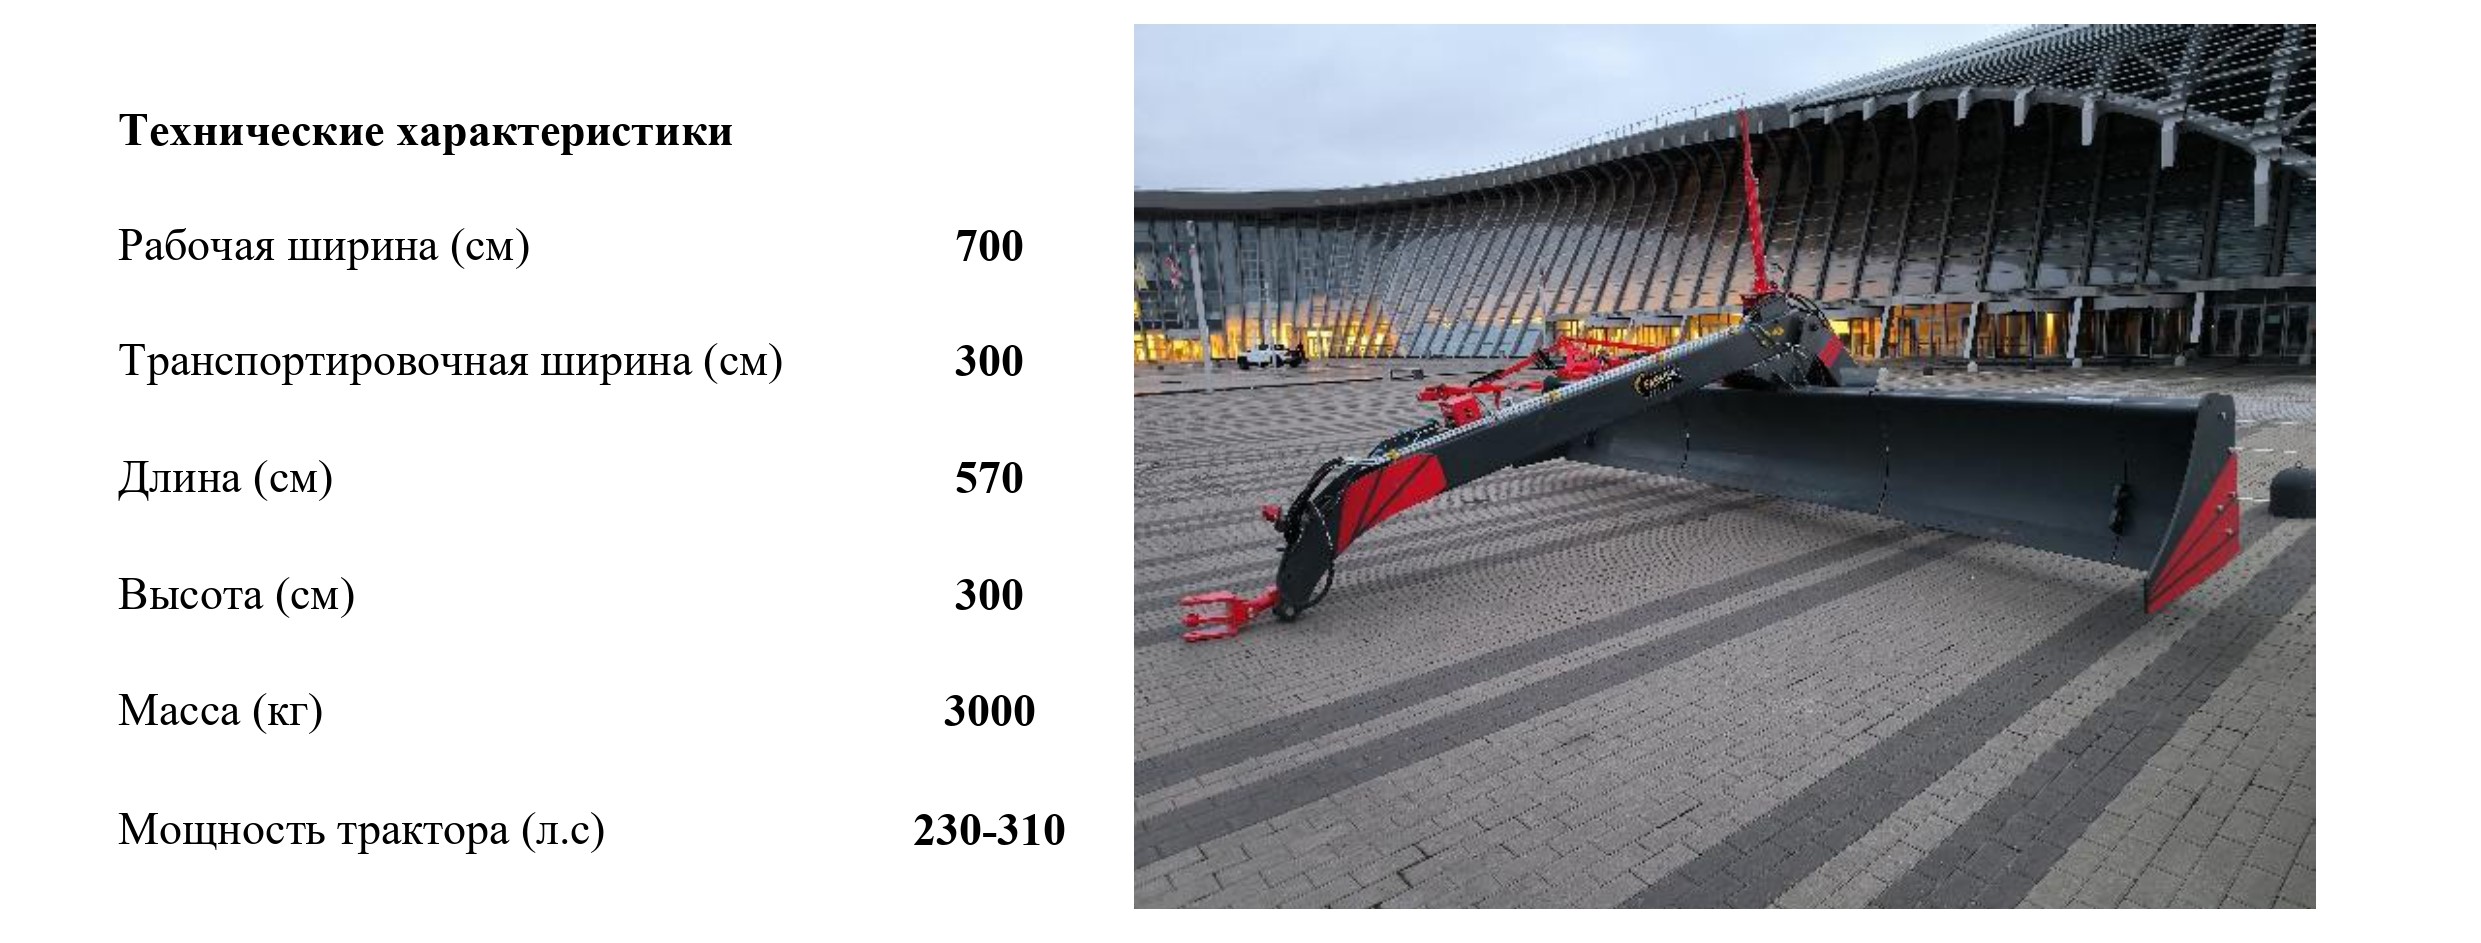 Технические характеристики
Рабочая ширина (см) 700
Транспортировочная ширина (см) 300
Длина (см) 570
Высота (см) 300
Масса (кг) 3000
Мощность трактора (л.с) 230-310